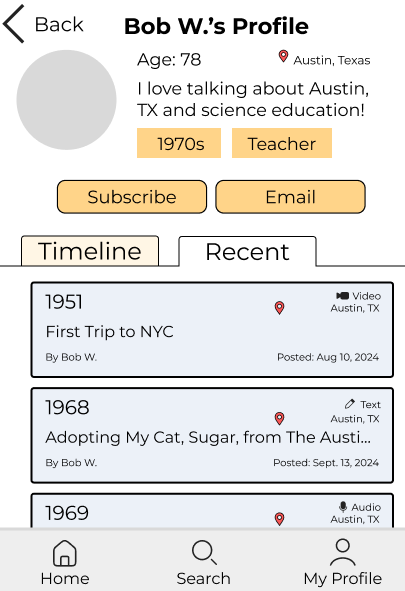 Back
Bob W.’s Profile
Age: 78
Austin, Texas
I love talking about Austin,
TX and science education!
1970s
Teacher
Subscribe
Email
Timeline
Recent
1951
Video
Austin, TX
First Trip to NYC
By Bob W.
Posted: Aug 10, 2024
1968
Text
Austin, TX
Adopting My Cat, Sugar, from The Austi...
By Bob W.
Posted: Sept. 13, 2024
1969
Audio
Austin, TX
Home
Search
My Profile